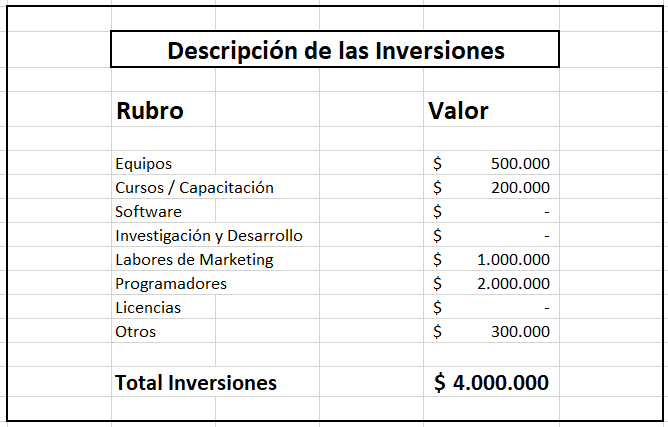 Descripción de las Inversiones
Rubro Valor
Equipos $ 500.000
Cursos / Capacitación $ 200.000
Software $ -
Investigación y Desarrollo $ -
Labores de Marketing $ 1.000.000
Programadores $ 2.000.000
Licencias $ -
Otros $ 300.000
Total Inversiones $ 4.000.000